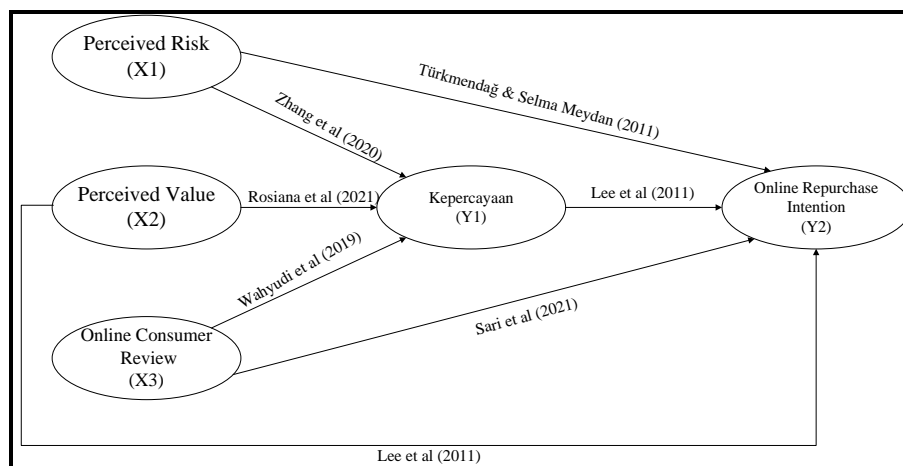 Perceived Risk
(X1)
Türkmendağ & Selma Meydan (2011)
Zhang et al (2020)
Perceived Value
(X2)
Rosiana et al (2021)
Kepercayaan
(Y1)
Lee et al (2011)
Online Repurchase
Intention
(Y2)
Wahyudi et al (2019)
Online Consumer
Review
(X3)
Sari et al (2021)
Lee et al (2011)